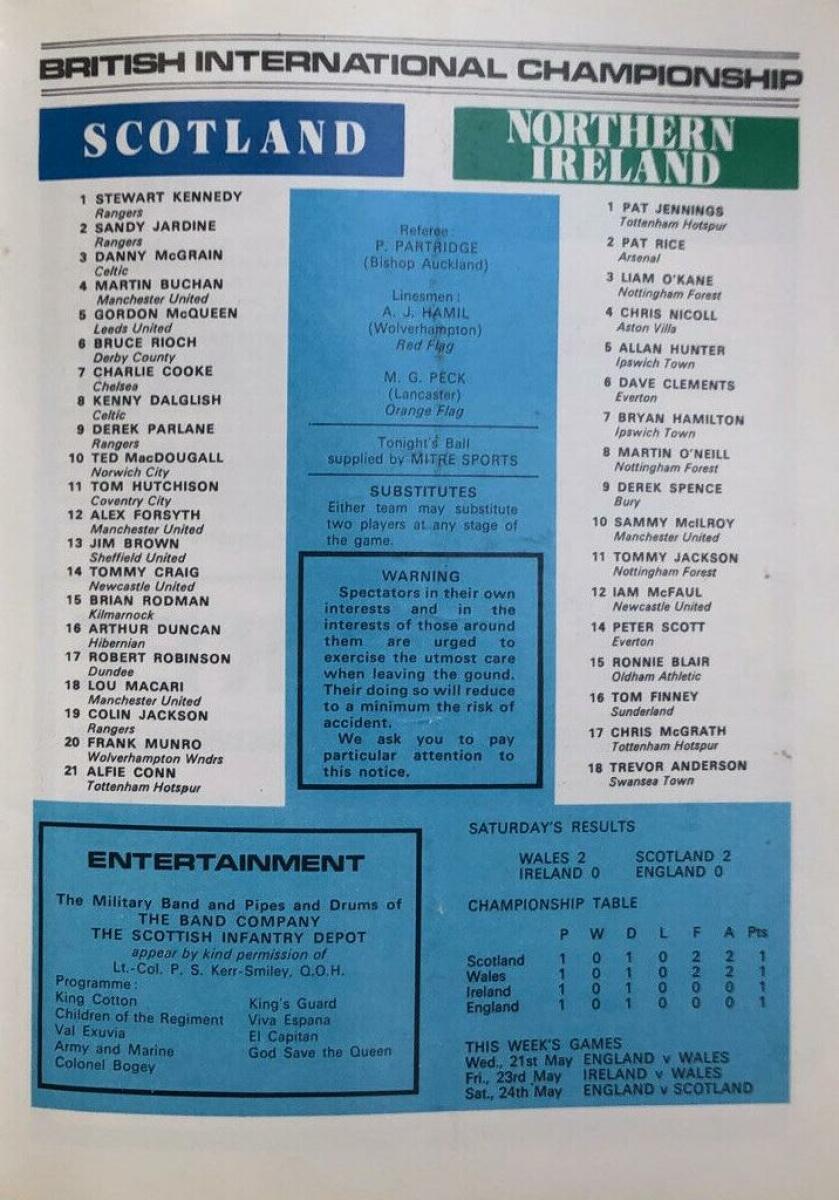 BRITISH INTERNATIONAL CHAMPIONSHIP
SCOTLAND
1 STEWART KENNEDY
Rangers
2 SANDY JARDINE
Rangers
3 DANNY McGRAIN
Celtic
4 MARTIN BUCHAN
Manchester United
5 GORDON McQUEEN
Leeds United
6 BRUCE RIOCH
Derby County
7 CHARLIE COOKE
Chelsea
8 KENNY DALGLISH
Celtic
9 DEREK PARLANE
Rangers
10 TED MacDOUGALL
Norwich City
11 TOM HUTCHISON
Coventry City
12 ALEX FORSYTH
Manchester United
13 JIM BROWN
Sheffield United
14 TOMMY CRAIG
Newcastle United
15 BRIAN RODMAN
Kilmarnock
16 ARTHUR DUNCAN
Hibernian
17 ROBERT ROBINSON
Dundee
18 LOU MACARI
Manchester United
19 COLIN JACKSON
Rangers
20 FRANK MUNRO
Wolverhampton Wndrs
21 ALFIE CONN
Tottenham Hotspur
Referee:
P. PARTRIDGE
(Bishop Auckland)
Linesmen:
A. J. HAMIL
(Wolverhampton)
Red Flag
M. G. PECK
(Lancaster)
Orange Flag
Tonight's Ball
supplied by MITRE SPORTS
SUBSTITUTES
Either team may substitute
two players at any stage of
the game.
WARNING
Spectators in their own
interests and in the
interests of those around
them are urged to
exercise the utmost care
when leaving the gound.
Their doing so will reduce
to a minimum the risk of
accident.
We ask you to pay
particular attention to
this notice.
NORTHERN
IRELAND
1 PAT JENNINGS
Tottenham Hotspur
2 PAT RICE
Arsenal
3 LIAM O'KANE
Nottingham Forest
4 CHRIS NICOLL
Aston Villa
5 ALLAN HUNTER
Ipswich Town
6 DAVE CLEMENTS
Everton
7 BRYAN HAMILTON
Ipswich Town
8 MARTIN O'NEILL
Nottingham Forest
9 DEREK SPENCE
Bury
10 SAMMY McILROY
Manchester United
11 TOMMY JACKSON
Nottingham Forest
12 IAM McFAUL
Newcastle United
14 PETER SCOTT
Everton
15 RONNIE BLAIR
Oldham Athletic
16 TOM FINNEY
Sunderland
17 CHRIS McGRATH
Tottenham Hotspur
18 TREVOR ANDERSON
Swansea Town
ENTERTAINMENT
The Military Band and Pipes and Drums of
THE BAND COMPANY
THE SCOTTISH INFANTRY DEPOT
appear by kind permission of
Lt.-Col. P. S. Kerr-Smiley, Q.O.H.
Programme:
King Cotton
Children of the Regiment
Val Exuvia
Army and Marine
Colonel Bogey
King's Guard
Viva Espana
El Capitan
God Save the Queen
SATURDAY'S RESULTS
WALES 2 SCOTLAND 2
IRELAND 0 ENGLAND 0
CHAMPIONSHIP TABLE
P W D L F A Pts
Scotland 1 0 1 0 2 2 1
Wales 1 0 1 0 2 2 1
Ireland 1 0 1 0 0 0 1
England 1 0 1 0 0 0 1
THIS WEEK'S GAMES
Wed., 21st May ENGLAND v WALES
Fri., 23rd May IRELAND v WALES
Sat., 24th May ENGLAND v SCOTLAND